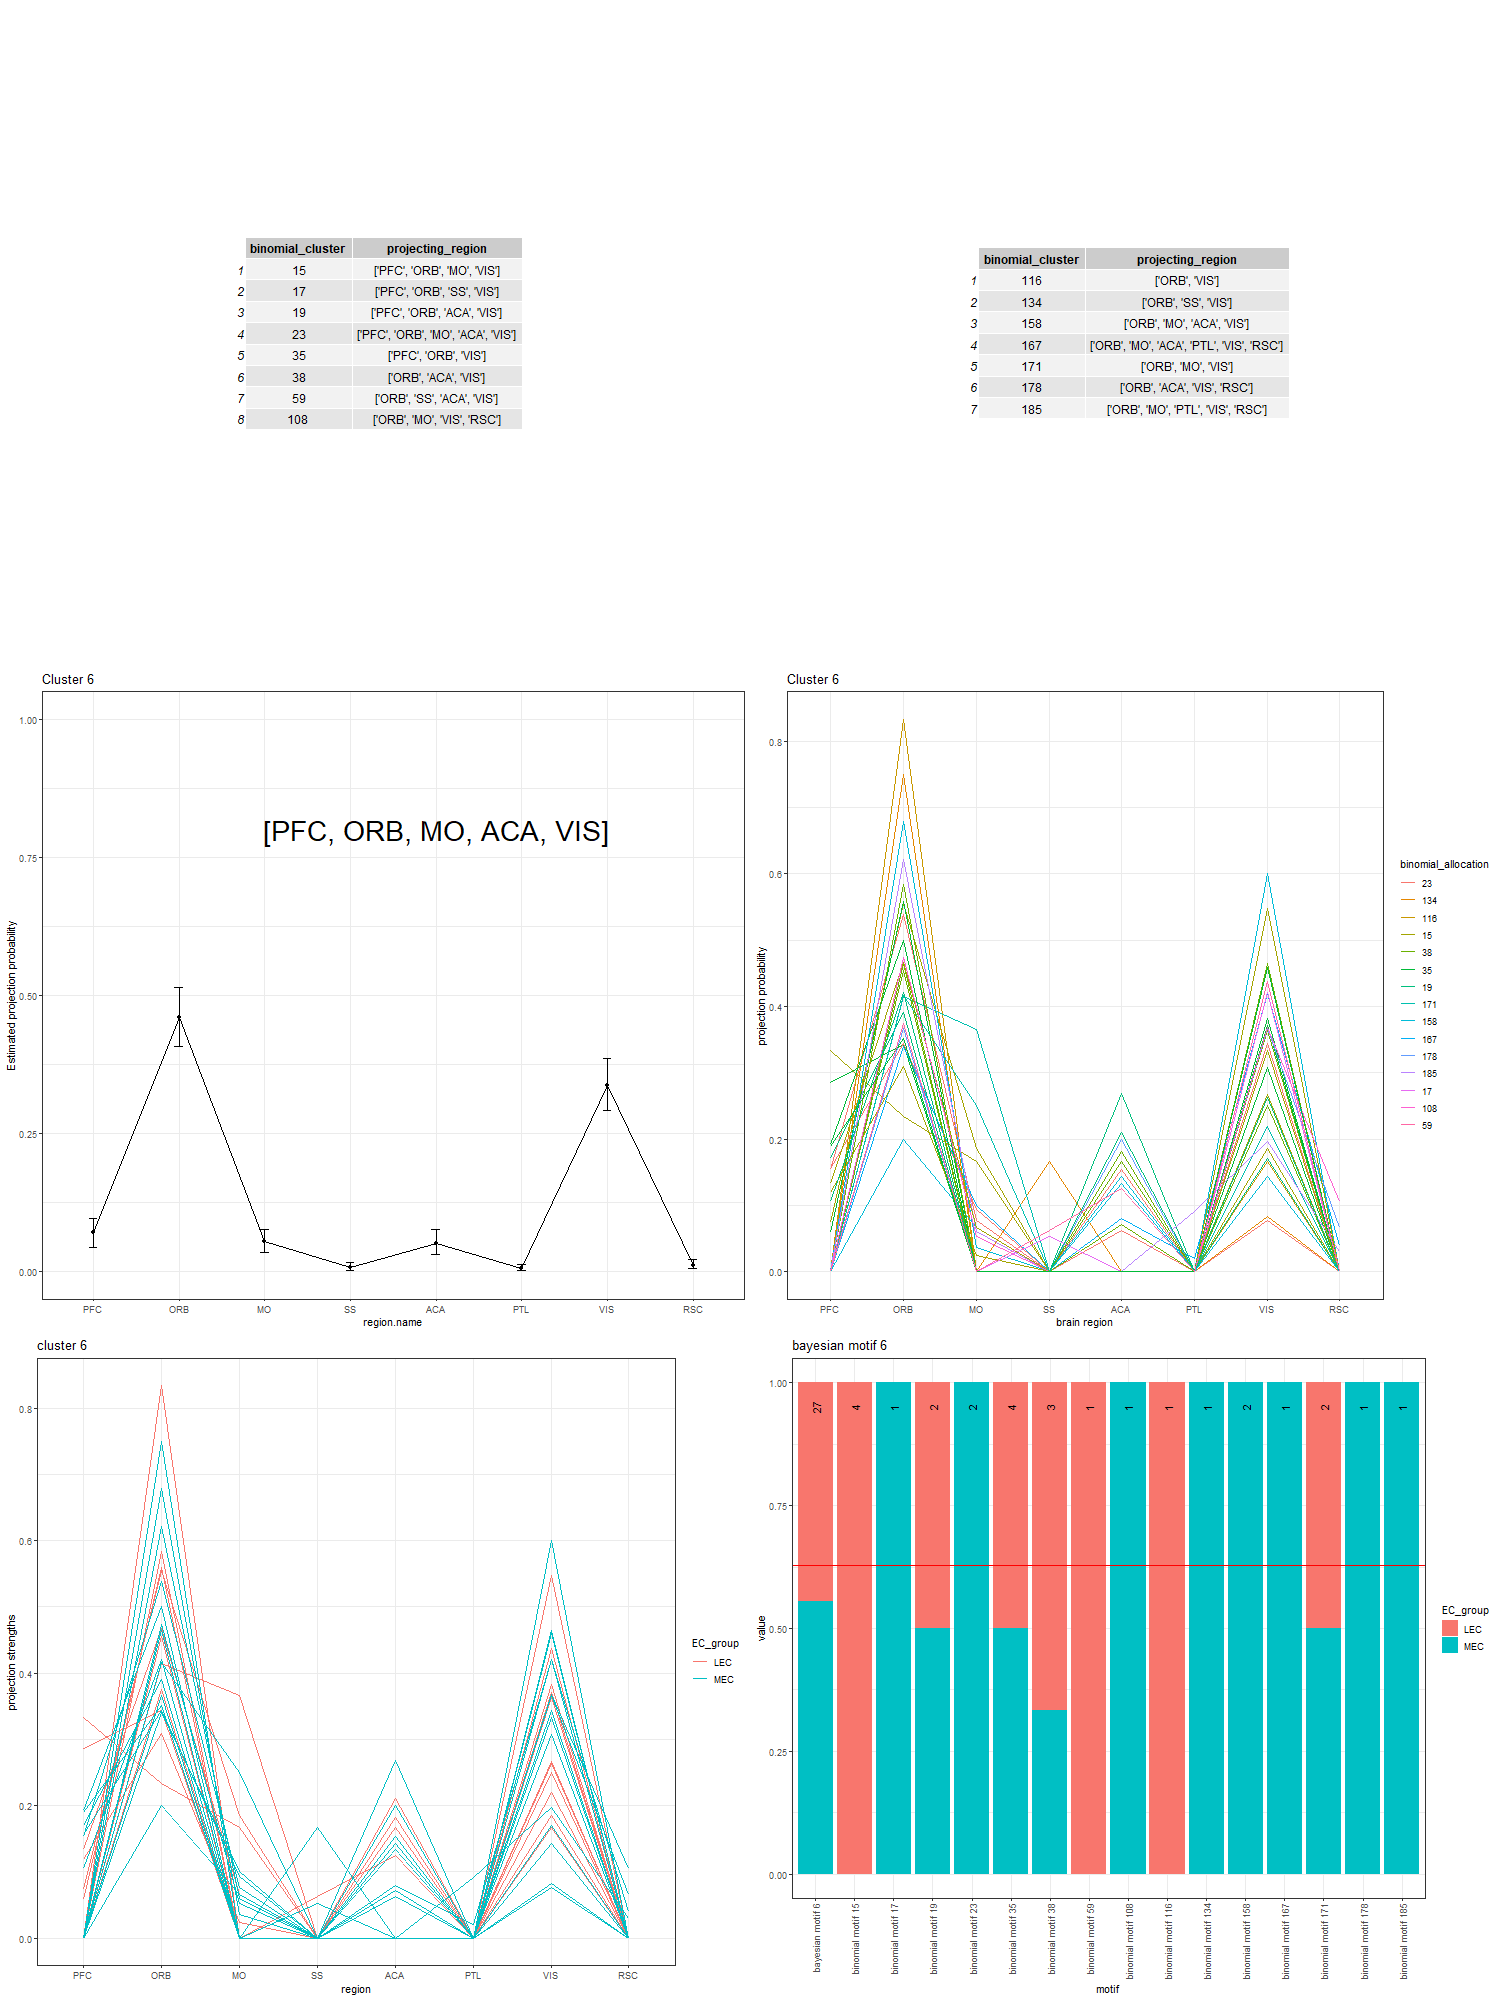 binomial_cluster projecting_region
1 15 ['PFC', 'ORB', 'MO', 'VIS']
2 17 ['PFC', 'ORB', 'SS', 'VIS']
3 19 ['PFC', 'ORB', 'ACA', 'VIS']
4 23 ['PFC', 'ORB', 'MO', 'ACA', 'VIS']
5 35 ['PFC', 'ORB', 'VIS']
6 38 ['ORB', 'ACA', 'VIS']
7 59 ['ORB', 'SS', 'ACA', 'VIS']
8 108 ['ORB', 'MO', 'VIS', 'RSC']
binomial_cluster projecting_region
1 116 ['ORB', 'VIS']
2 134 ['ORB', 'SS', 'VIS']
3 158 ['ORB', 'MO', 'ACA', 'VIS']
4 167 ['ORB', 'MO', 'ACA', 'PTL', 'VIS', 'RSC']
5 171 ['ORB', 'MO', 'VIS']
6 178 ['ORB', 'ACA', 'VIS', 'RSC']
7 185 ['ORB', 'MO', 'PTL', 'VIS', 'RSC']
Cluster 6
Estimated projection probability
1.00
0.75
0.50
0.25
0.00
[PFC, ORB, MO, ACA, VIS]
PFC ORB MO SS ACA PTL VIS RSC
region.name
Cluster 6
projection probability
0.8
0.6
0.4
0.2
0.0
PFC ORB MO SS ACA PTL VIS RSC
brain region
binomial_allocation
23
134
116
15
38
35
19
171
158
167
178
185
17
108
59
cluster 6
projection strengths
0.8
0.6
0.4
0.2
0.0
PFC ORB MO SS ACA PTL VIS RSC
region
EC_group
LEC
MEC
bayesian motif 6
value
1.00
0.75
0.50
0.25
0.00
27 4 1 2 2 4 3 1 1 1 1 2 1 2 1 1
bayesian motif 6
binomial motif 15
binomial motif 17
binomial motif 19
binomial motif 23
binomial motif 35
binomial motif 38
binomial motif 59
binomial motif 108
binomial motif 116
binomial motif 134
binomial motif 158
binomial motif 167
binomial motif 171
binomial motif 178
binomial motif 185
motif
EC_group
LEC
MEC